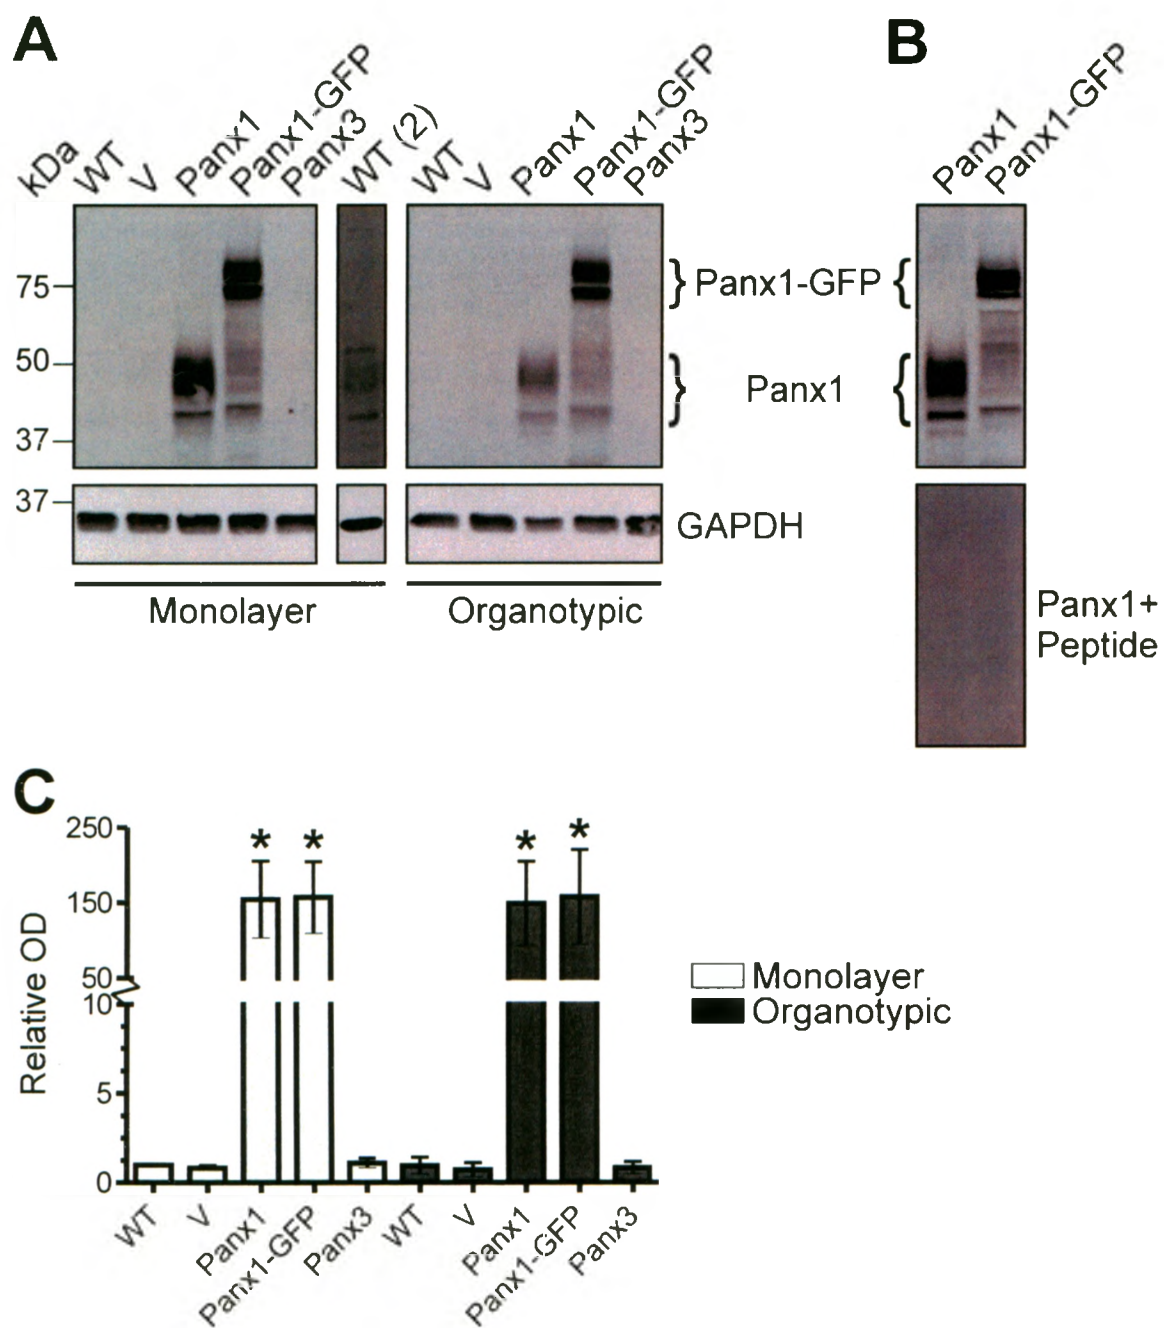 A
B
kDa
WT
V
Panx1
Panx1-GFP
Panx3
WT (2)
WT
V
Panx1
Panx1-GFP
Panx3
Panx1
Panx1-GFP
75
50
37
37
} Panx1-GFP {
} Panx1 {
GAPDH
Monolayer
Organotypic
Panx1+
Peptide
C
Relative OD
250
150
50
10
5
0
* * * *
WT
V
Panx1
Panx1-GFP
Panx3
WT
V
Panx1
Panx1-GFP
Panx3
Monolayer
Organotypic